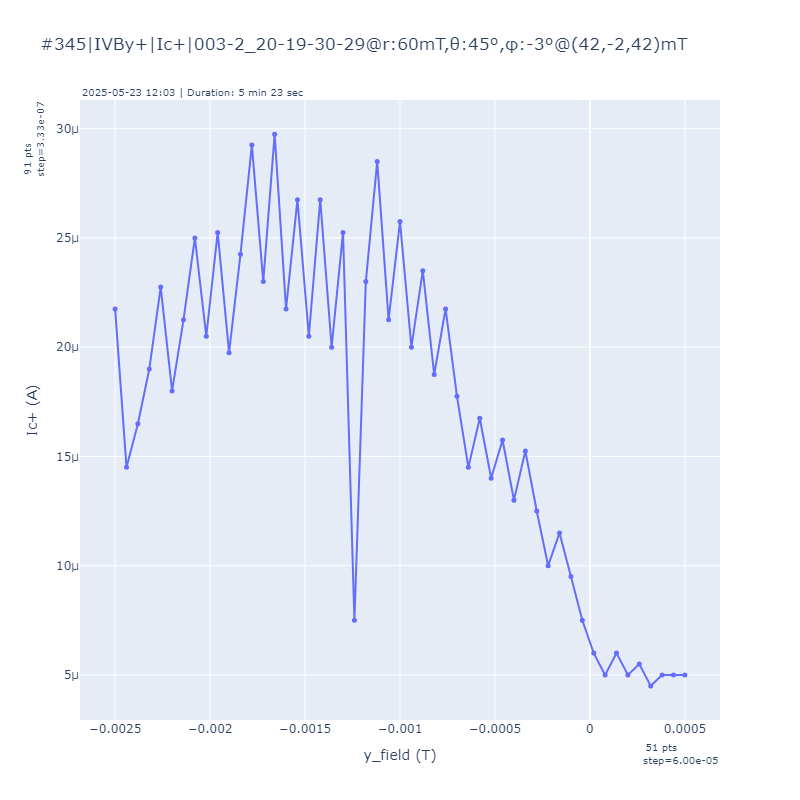 #345|IVBy+|Ic+|003-2_20-19-30-29@r:60mT,θ:45º,φ:-3º@(42,-2,42)mT
2025-05-23 12:03 | Duration: 5 min 23 sec
91 pts
step=3.33e-07
30μ
25μ
20μ
15μ
10μ
5μ
Ic+ (A)
−0.0025
−0.002
−0.0015
−0.001
−0.0005
0
0.0005
y_field (T)
51 pts
step=6.00e-05